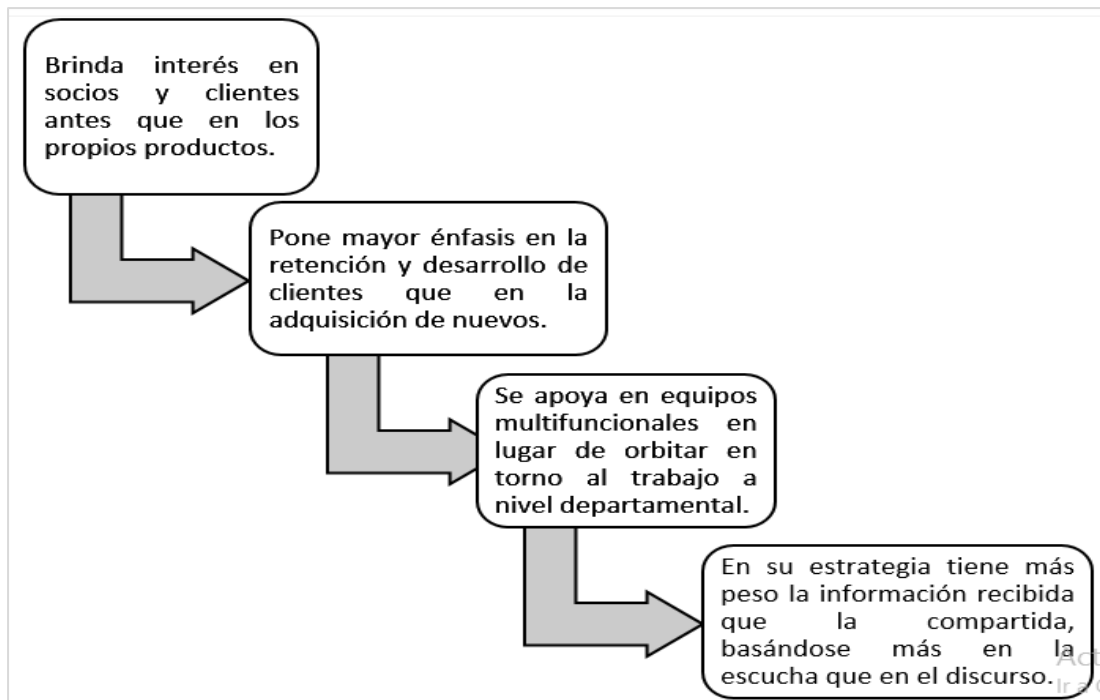 Brinda interés en
socios y clientes
antes que en los
propios productos.
Pone mayor énfasis en la
retención y desarrollo de
clientes que en la
adquisición de nuevos.
Se apoya en equipos
multifuncionales en
lugar de orbitar en
torno al trabajo a
nivel departamental.
En su estrategia tiene más
peso la información recibida
que la compartida,
basándose más en la
escucha que en el discurso.
Ir a